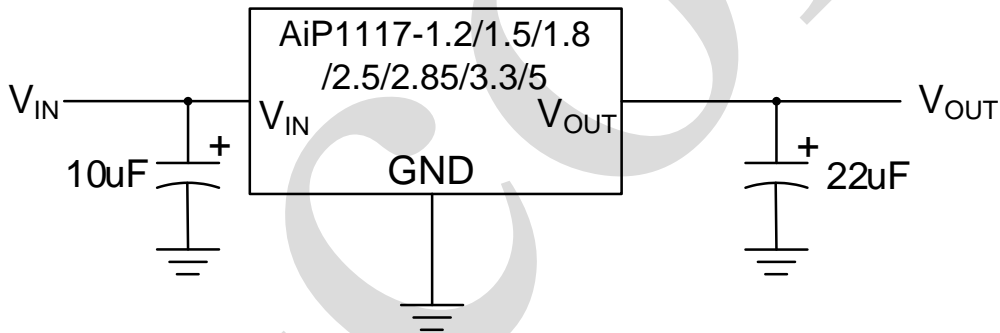 AiP1117-1.2/1.5/1.8
/2.5/2.85/3.3/5
VIN
VIN
VOUT
VOUT
+
10uF
GND
+
22uF